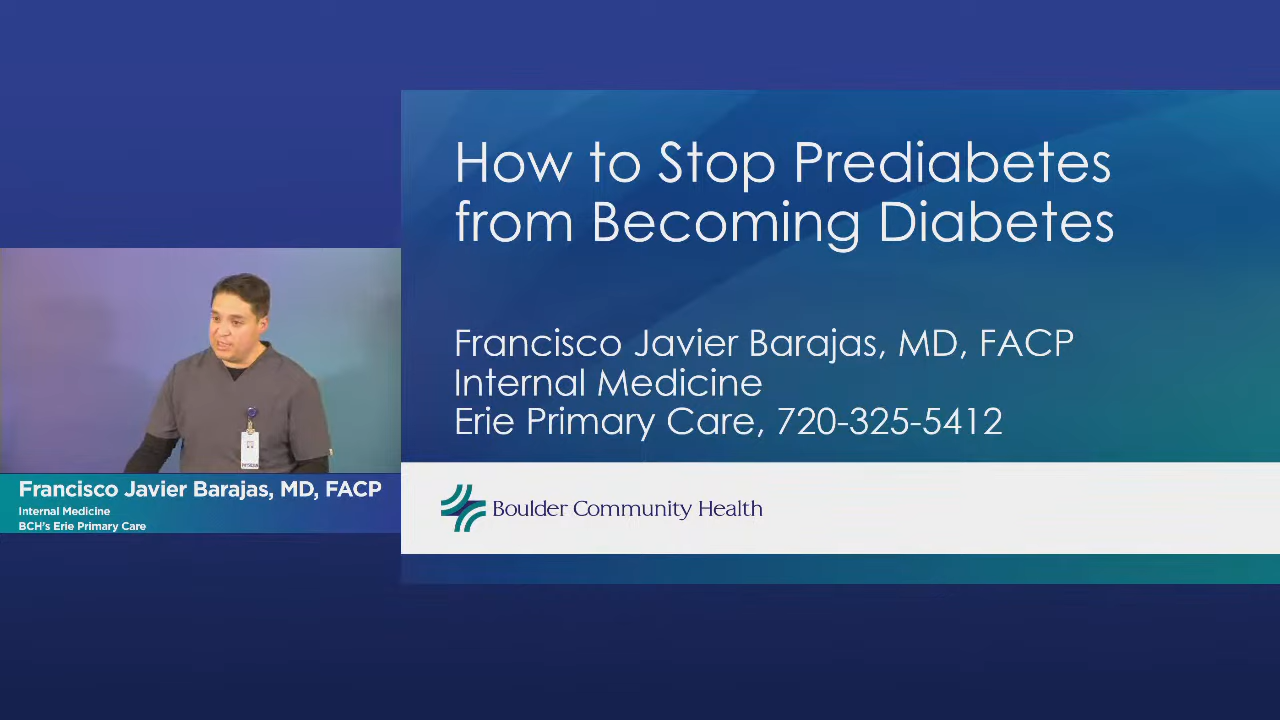 How to Stop Prediabetes
from Becoming Diabetes
Francisco Javier Barajas, MD, FACP
Internal Medicine
Erie Primary Care, 720-325-5412
Boulder Community Health
Francisco Javier Barajas, MD, FACP
Internal Medicine
BCH's Erie Primary Care